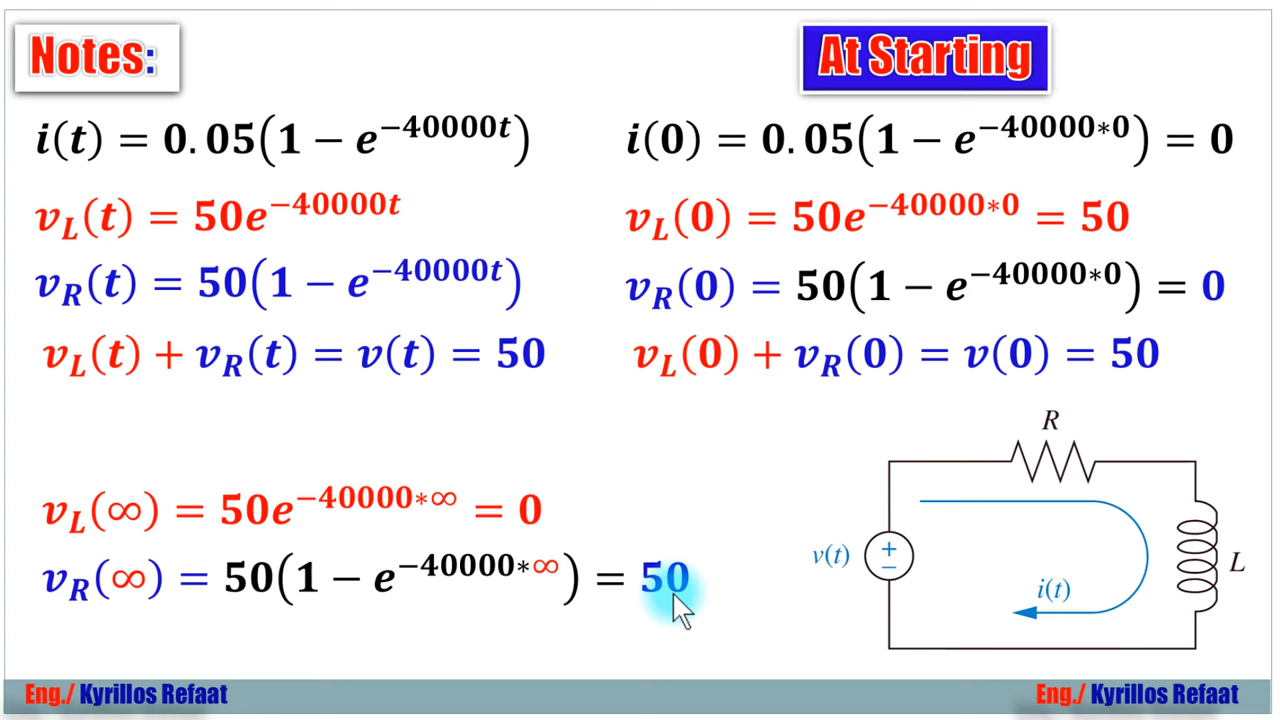 Notes:
i(t) = 0.05(1 − e^{−40000t})
v_L(t) = 50e^{−40000t}
v_R(t) = 50(1 − e^{−40000t})
v_L(t) + v_R(t) = v(t) = 50
At Starting
i(0) = 0.05(1 − e^{−40000*0}) = 0
v_L(0) = 50e^{−40000*0} = 50
v_R(0) = 50(1 − e^{−40000*0}) = 0
v_L(0) + v_R(0) = v(0) = 50
v_L(∞) = 50e^{−40000*∞} = 0
v_R(∞) = 50(1 − e^{−40000*∞}) = 50
R
v(t)
+
−
i(t)
L
Eng./ Kyrillos Refaat
Eng./ Kyrillos Refaat